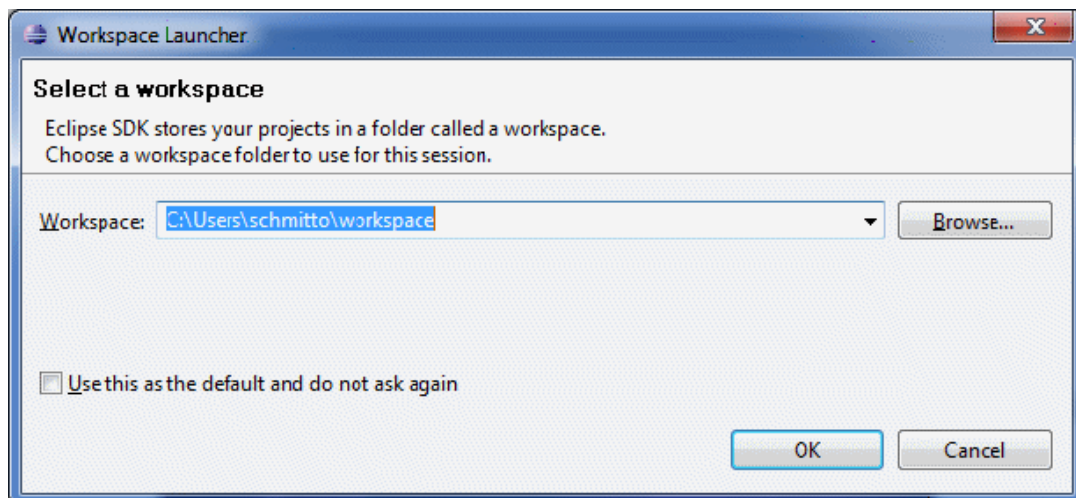 Workspace Launcher
Select a workspace
Eclipse SDK stores your projects in a folder called a workspace.
Choose a workspace folder to use for this session.
Workspace: C:\Users\schmitto\workspace Browse...
Use this as the default and do not ask again
OK Cancel